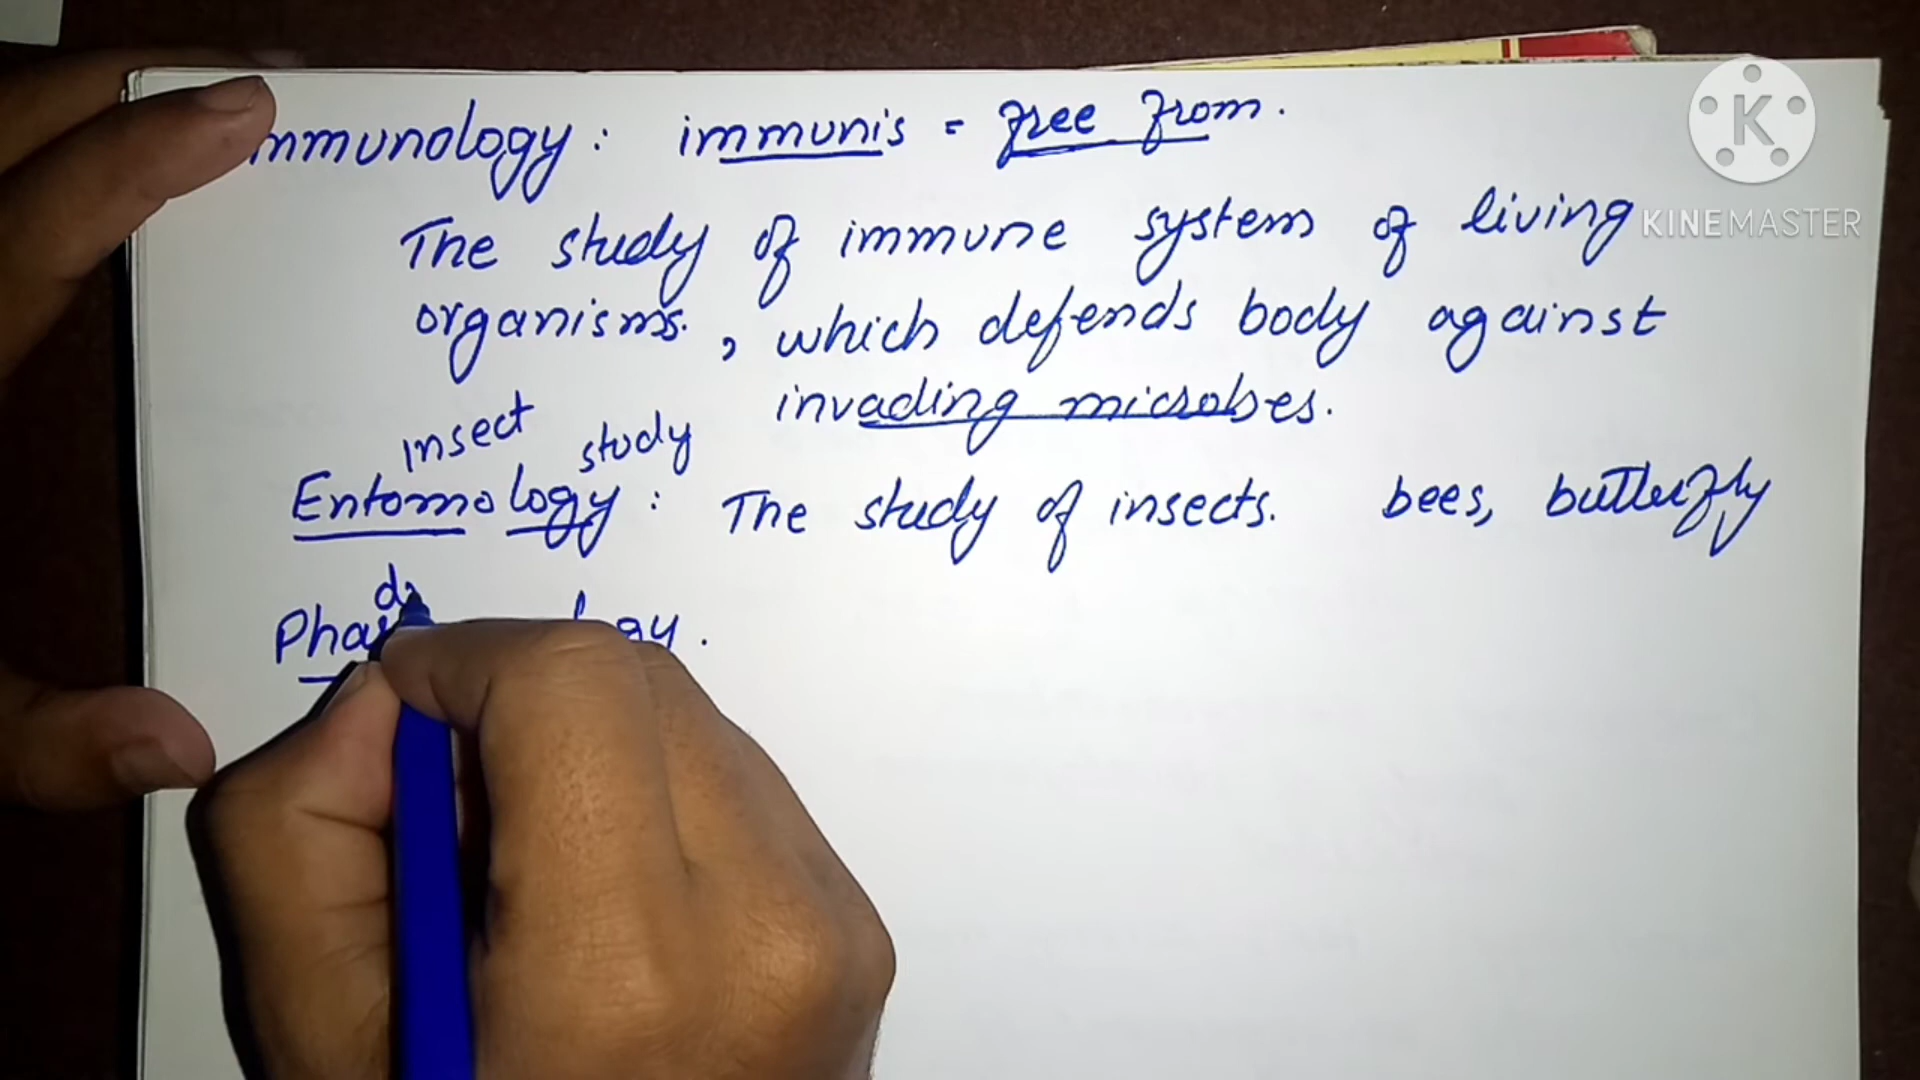 mmunology: immunis = free from.
K
KINEMASTER
The study of immune system of living
organisms. , which defends body against
invading microbes.
insect study
Entomology: The study of insects. bees, butterfly